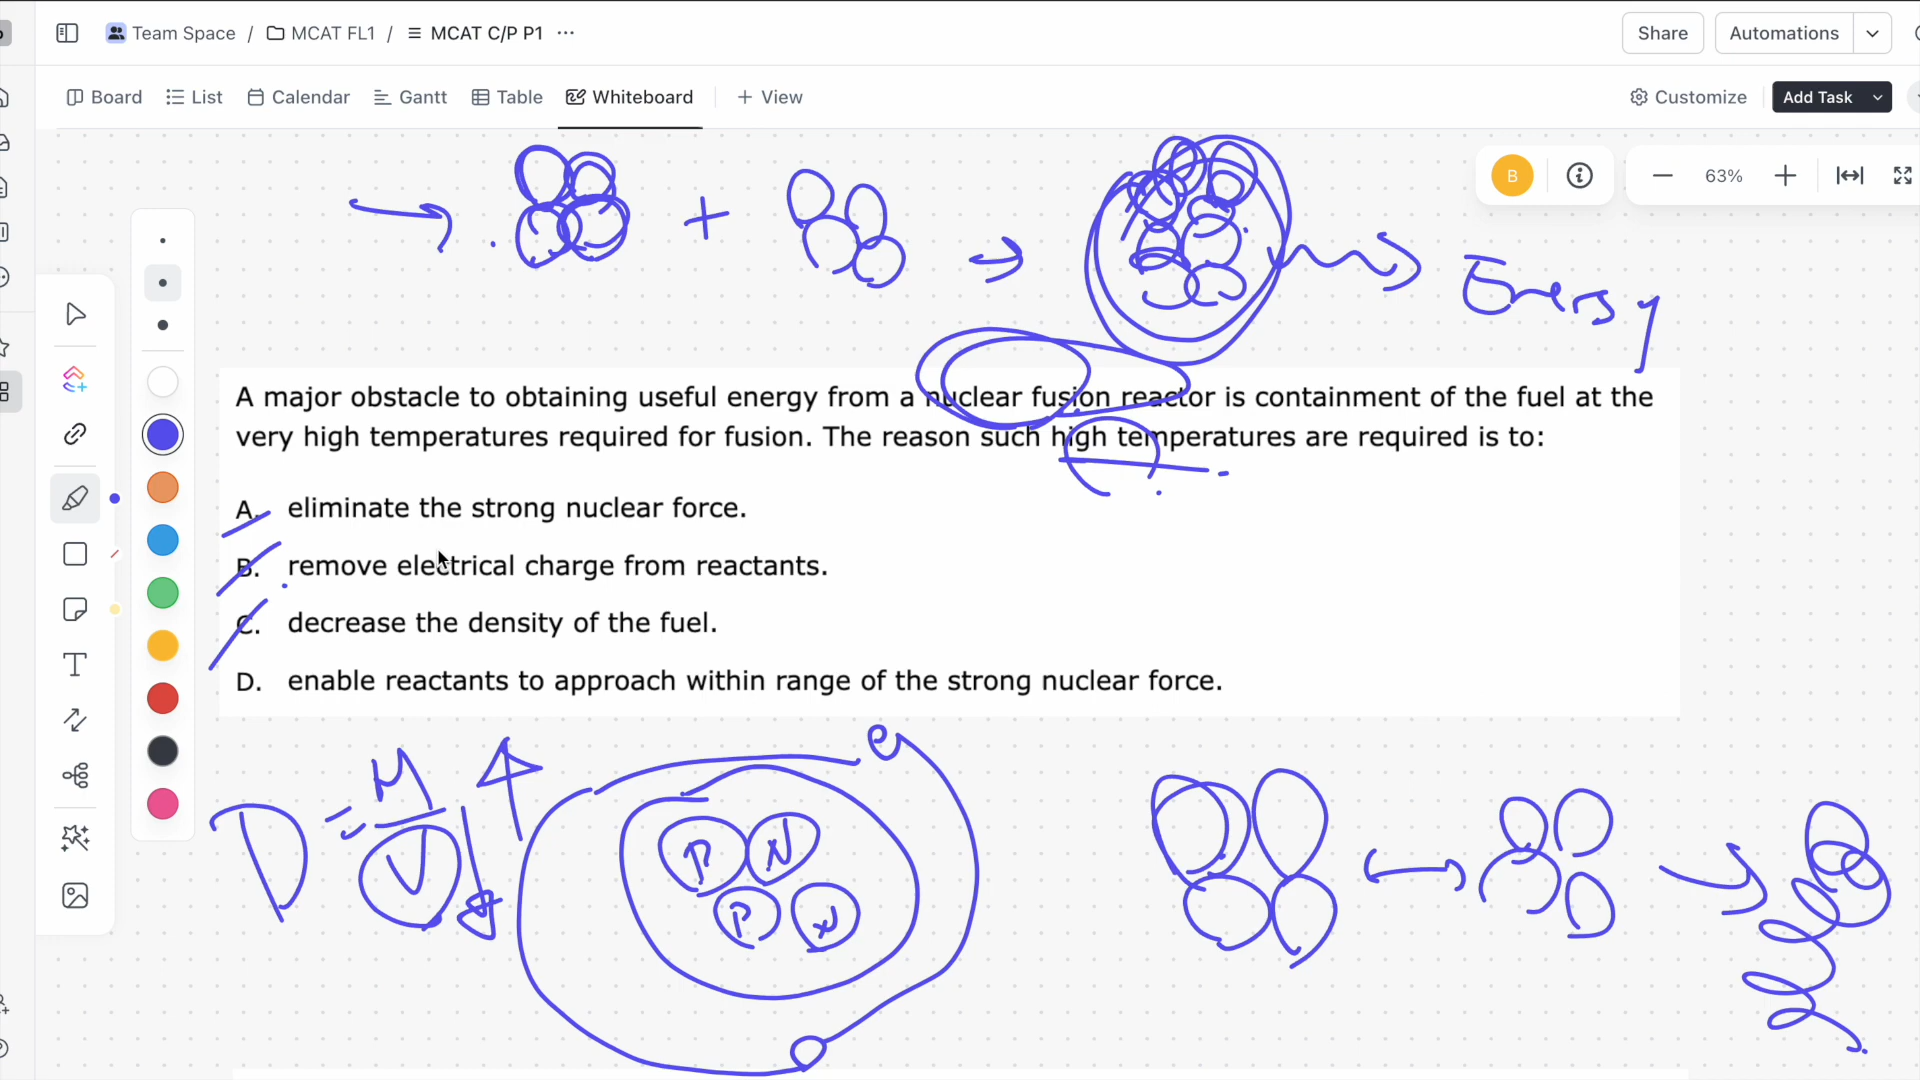 Team Space / MCAT FL1 / MCAT C/P P1 ...
Share
Automations
Board
List
Calendar
Gantt
Table
Whiteboard
+ View
Customize
Add Task
B
63%
+
Energy
A major obstacle to obtaining useful energy from a nuclear fusion reactor is containment of the fuel at the
very high temperatures required for fusion. The reason such high temperatures are required is to:
A. eliminate the strong nuclear force.
B. remove electrical charge from reactants.
C. decrease the density of the fuel.
D. enable reactants to approach within range of the strong nuclear force.
D = M
V
P N
P N